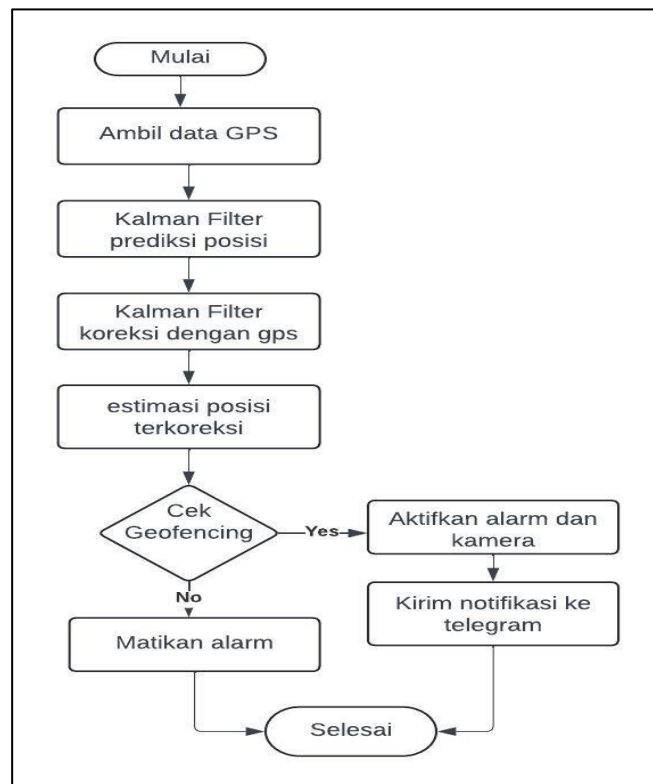 Mulai
Ambil data GPS
Kalman Filter
prediksi posisi
Kalman Filter
koreksi dengan gps
estimasi posisi
terkoreksi
Cek
Geofencing
Yes
Aktifkan alarm dan
kamera
No
Kirim notifikasi ke
telegram
Matikan alarm
Selesai